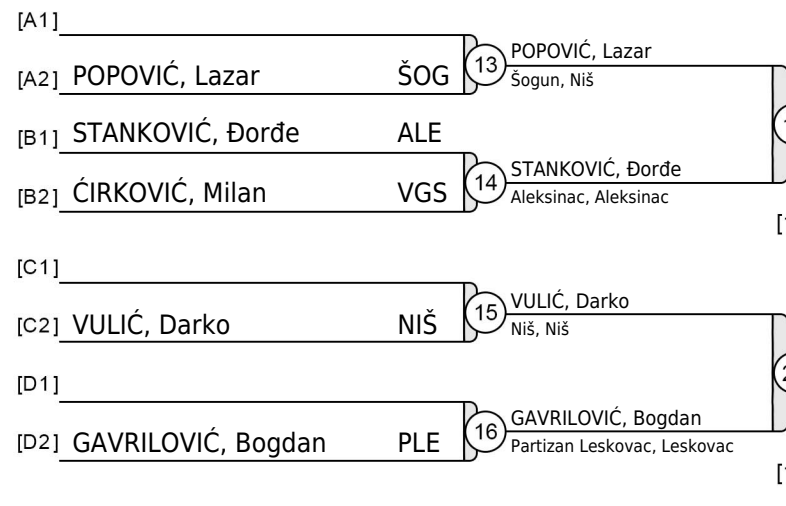 [A1]
[A2] POPOVIĆ, Lazar ŠOG
13
POPOVIĆ, Lazar
Šogun, Niš
[B1] STANKOVIĆ, Đorđe ALE
[B2] ĆIRKOVIĆ, Milan VGS
14
STANKOVIĆ, Đorđe
Aleksinac, Aleksinac
[C1]
[C2] VULIĆ, Darko NIŠ
15
VULIĆ, Darko
Niš, Niš
[D1]
[D2] GAVRILOVIĆ, Bogdan PLE
16
GAVRILOVIĆ, Bogdan
Partizan Leskovac, Leskovac